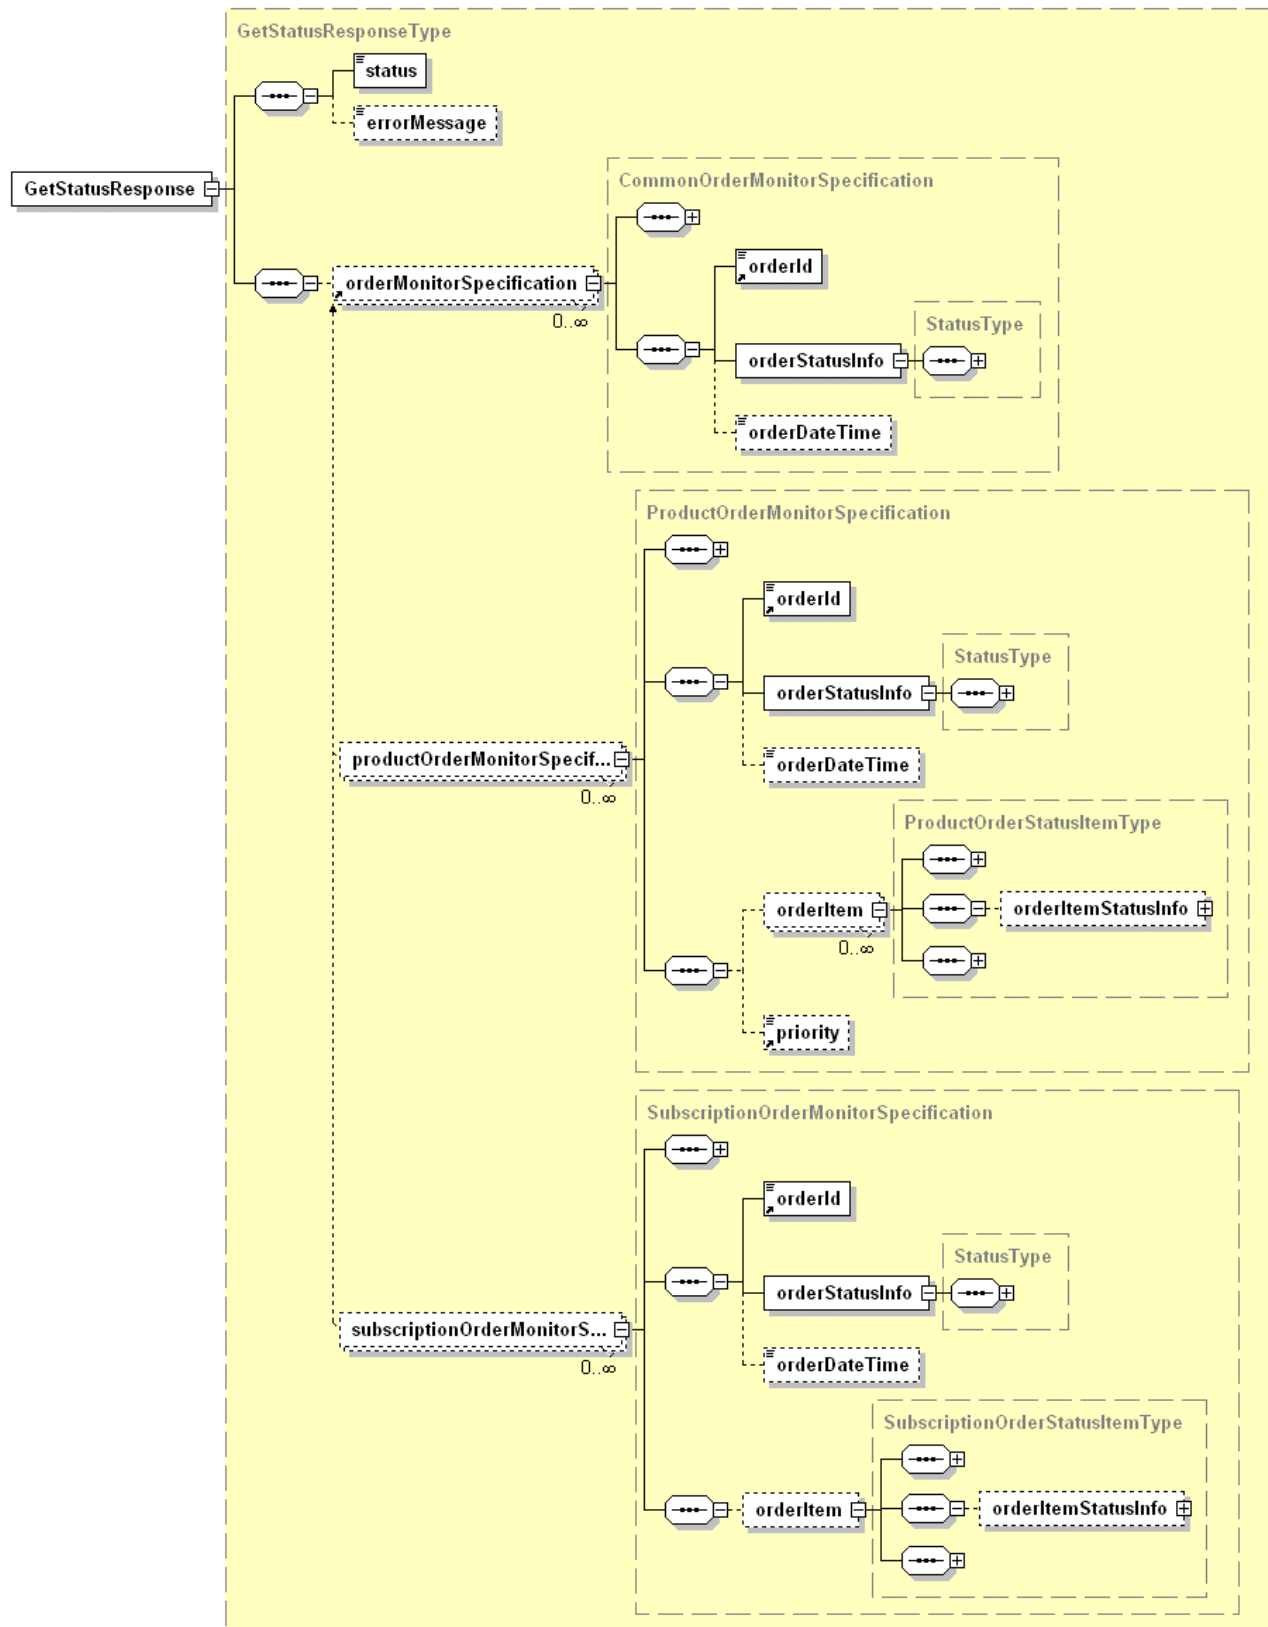 GetStatusResponseType
status
errorMessage
GetStatusResponse
CommonOrderMonitorSpecification
orderId
orderMonitorSpecification
0..∞
StatusType
orderStatusInfo
orderDateTime
ProductOrderMonitorSpecification
orderId
StatusType
orderStatusInfo
productOrderMonitorSpecif...
0..∞
orderDateTime
ProductOrderStatusItemType
orderItem
0..∞
orderItemStatusInfo
priority
SubscriptionOrderMonitorSpecification
orderId
StatusType
orderStatusInfo
subscriptionOrderMonitorS...
0..∞
orderDateTime
SubscriptionOrderStatusItemType
orderItem
orderItemStatusInfo